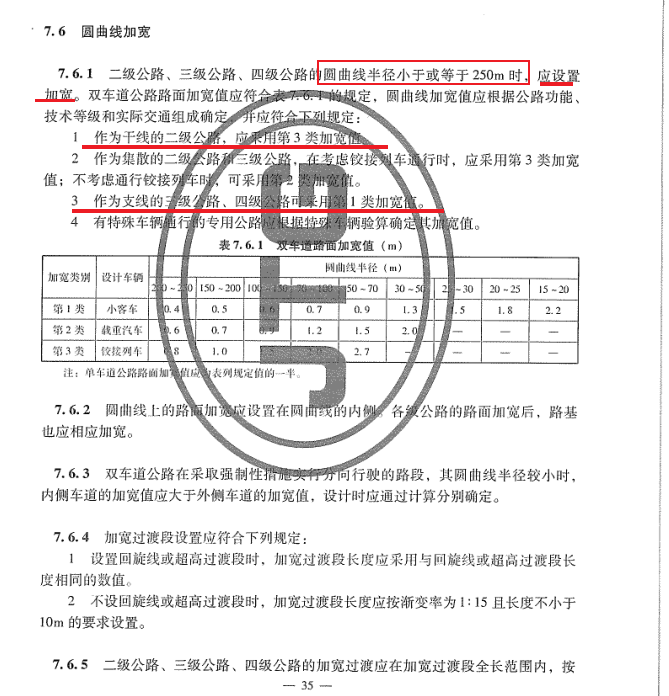 7.6 圆曲线加宽
7.6.1 二级公路、三级公路、四级公路的圆曲线半径小于或等于250m时，应设置
加宽。双车道公路路面加宽值应符合表7.6.1的规定，圆曲线加宽值应根据公路功能、
技术等级和实际交通组成确定，并应符合下列规定：
1 作为干线的二级公路，应采用第3类加宽值。
2 作为集散的二级公路和三级公路，在考虑铰接列车通行时，应采用第3类加宽
值；不考虑通行铰接列车时，可采用第2类加宽值。
3 作为支线的三级公路、四级公路可采用第1类加宽值。
4 有特殊车辆通行的专用公路应根据特殊车辆验算确定其加宽值。
表7.6.1 双车道路面加宽值（m）
加宽类别 设计车辆 圆曲线半径（m）
200～250 150～200 100～150 70～100 50～70 30～50 25～30 20～25 15～20
第1类 小客车 0.4 0.5 0.6 0.7 0.9 1.3 1.5 1.8 2.2
第2类 载重汽车 0.6 0.7 0.9 1.2 1.5 2.0 — — —
第3类 铰接列车 0.8 1.0 2.7 — — — —
注：单车道公路路面加宽值应为表列规定值的一半。
7.6.2 圆曲线上的路面加宽应设置在圆曲线的内侧。各级公路的路面加宽后，路基
也应相应加宽。
7.6.3 双车道公路在采取强制性措施实行分向行驶的路段，其圆曲线半径较小时，
内侧车道的加宽值应大于外侧车道的加宽值，设计时应通过计算分别确定。
7.6.4 加宽过渡段设置应符合下列规定：
1 设置回旋线或超高过渡段时，加宽过渡段长度应采用与回旋线或超高过渡段长
度相同的数值。
2 不设回旋线或超高过渡段时，加宽过渡段长度应按渐变率为1:15且长度不小于
10m的要求设置。
7.6.5 二级公路、三级公路、四级公路的加宽过渡应在加宽过渡段全长范围内，按
— 35 —
JTG